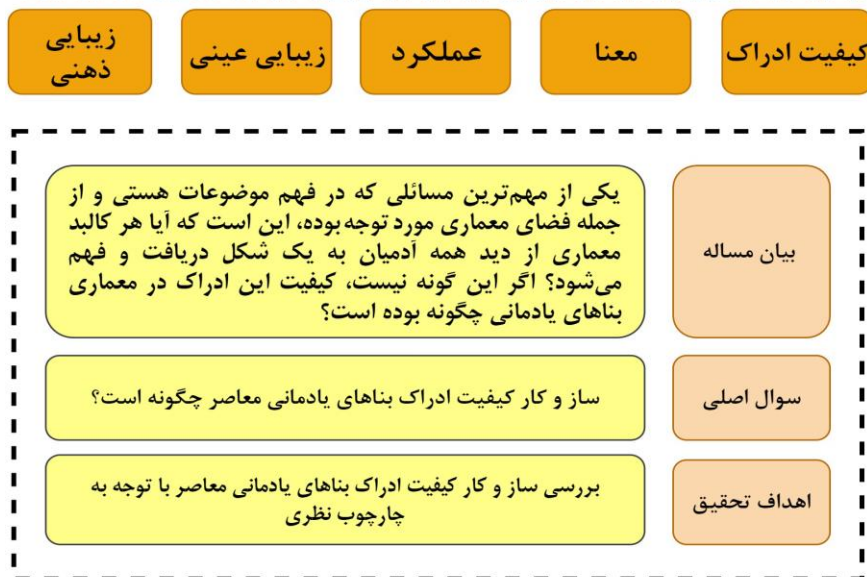 کیفیت ادراک
معنا
عملکرد
زیبایی عینی
زیبایی
ذهنی
بیان مساله
یکی از مهم‌ترین مسائلی که در فهم موضوعات هستی و از
جمله فضای معماری مورد توجه بوده، این است که آیا هر کالبد
معماری از دید همه آدمیان به یک شکل دریافت و فهم
می‌شود؟ اگر این گونه نیست، کیفیت این ادراک در معماری
بناهای یادمانی چگونه بوده است؟
سوال اصلی
ساز و کار کیفیت ادراک بناهای یادمانی معاصر چگونه است؟
اهداف تحقیق
بررسی ساز و کار کیفیت ادراک بناهای یادمانی معاصر با توجه به
چارچوب نظری